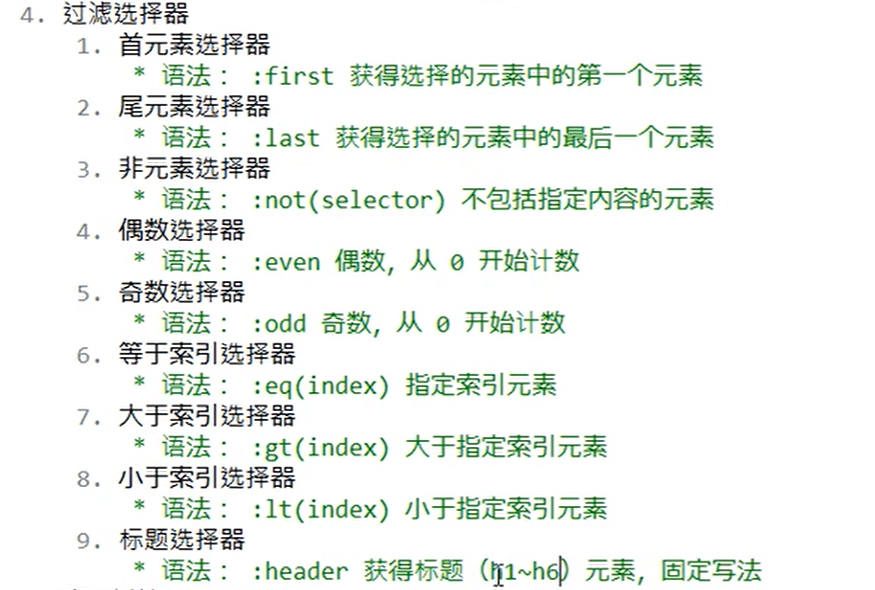 4. 过滤选择器
1. 首元素选择器
* 语法： :first 获得选择的元素中的第一个元素
2. 尾元素选择器
* 语法： :last 获得选择的元素中的最后一个元素
3. 非元素选择器
* 语法： :not(selector) 不包括指定内容的元素
4. 偶数选择器
* 语法： :even 偶数，从 0 开始计数
5. 奇数选择器
* 语法： :odd 奇数，从 0 开始计数
6. 等于索引选择器
* 语法： :eq(index) 指定索引元素
7. 大于索引选择器
* 语法： :gt(index) 大于指定索引元素
8. 小于索引选择器
* 语法： :lt(index) 小于指定索引元素
9. 标题选择器
* 语法： :header 获得标题（h1~h6）元素，固定写法